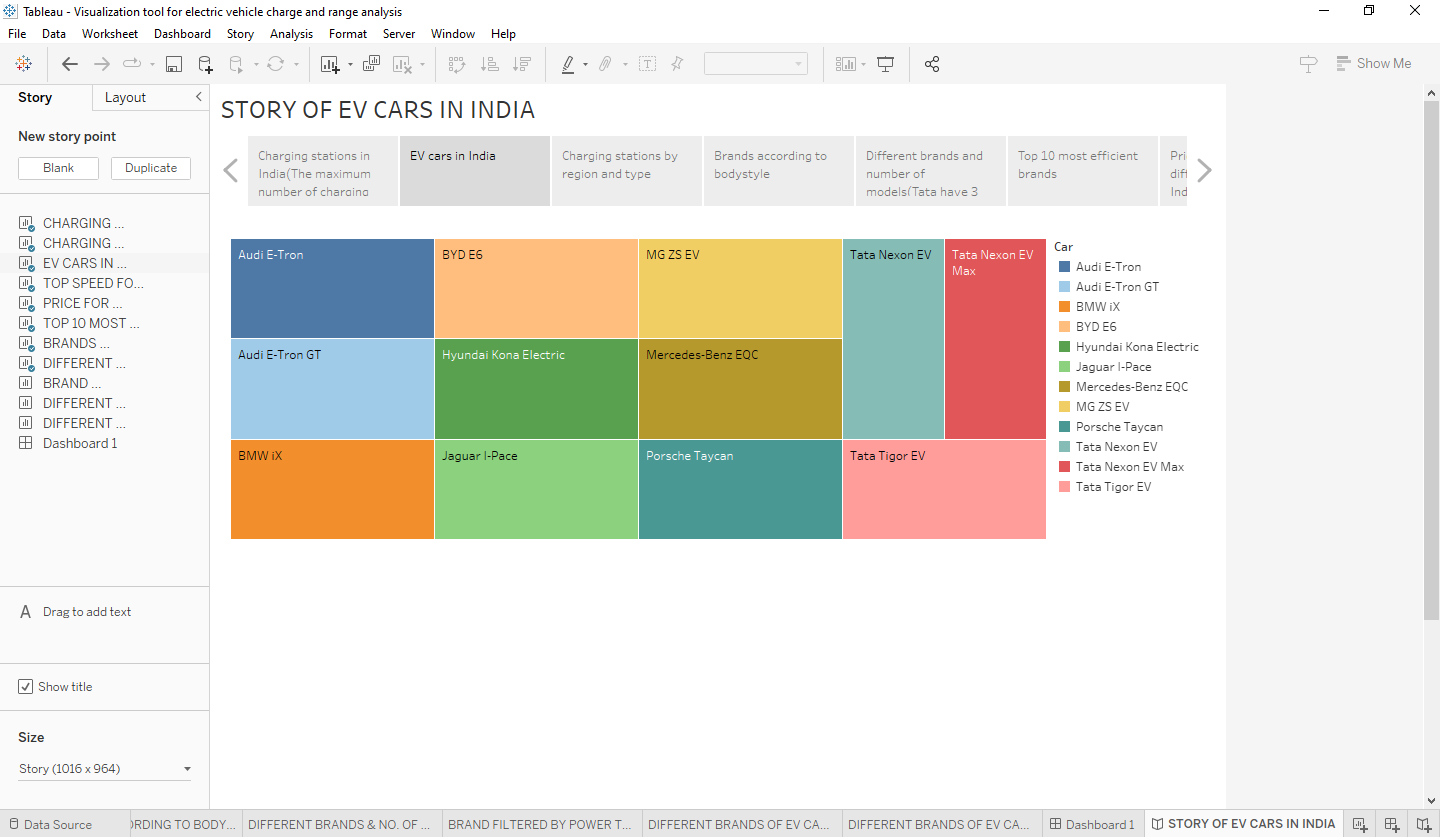 Tableau - Visualization tool for electric vehicle charge and range analysis
File Data Worksheet Dashboard Story Analysis Format Server Window Help
Show Me
Story Layout
New story point
Blank Duplicate
CHARGING ...
CHARGING ...
EV CARS IN ...
TOP SPEED FO...
PRICE FOR ...
TOP 10 MOST ...
BRANDS ...
DIFFERENT ...
BRAND ...
DIFFERENT ...
DIFFERENT ...
Dashboard 1
A Drag to add text
Show title
Size
Story (1016 x 964)
STORY OF EV CARS IN INDIA
Charging stations in
India(The maximum
number of charging
EV cars in India
Charging stations by
region and type
Brands according to
bodystyle
Different brands and
number of
models(Tata have 3
Top 10 most efficient
brands
Pri
diff
Ind
Audi E-Tron
BYD E6
MG ZS EV
Tata Nexon EV
Tata Nexon EV
Max
Audi E-Tron GT
Hyundai Kona Electric
Mercedes-Benz EQC
BMW iX
Jaguar I-Pace
Porsche Taycan
Tata Tigor EV
Car
Audi E-Tron
Audi E-Tron GT
BMW iX
BYD E6
Hyundai Kona Electric
Jaguar I-Pace
Mercedes-Benz EQC
MG ZS EV
Porsche Taycan
Tata Nexon EV
Tata Nexon EV Max
Tata Tigor EV
Data Source ORDING TO BODY... DIFFERENT BRANDS & NO. OF ... BRAND FILTERED BY POWER T... DIFFERENT BRANDS OF EV CA... DIFFERENT BRANDS OF EV CA... Dashboard 1 STORY OF EV CARS IN INDIA